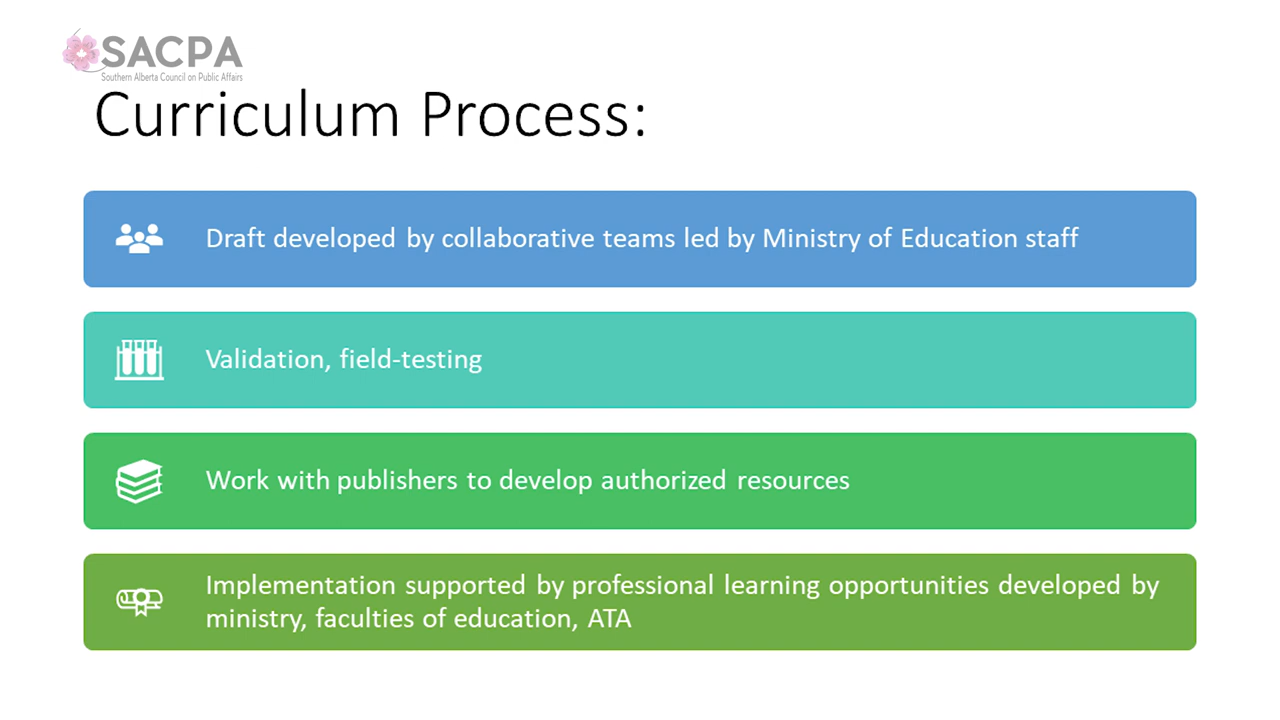 SACPA
Southern Alberta Council on Public Affairs
Curriculum Process:
Draft developed by collaborative teams led by Ministry of Education staff
Validation, field-testing
Work with publishers to develop authorized resources
Implementation supported by professional learning opportunities developed by
ministry, faculties of education, ATA